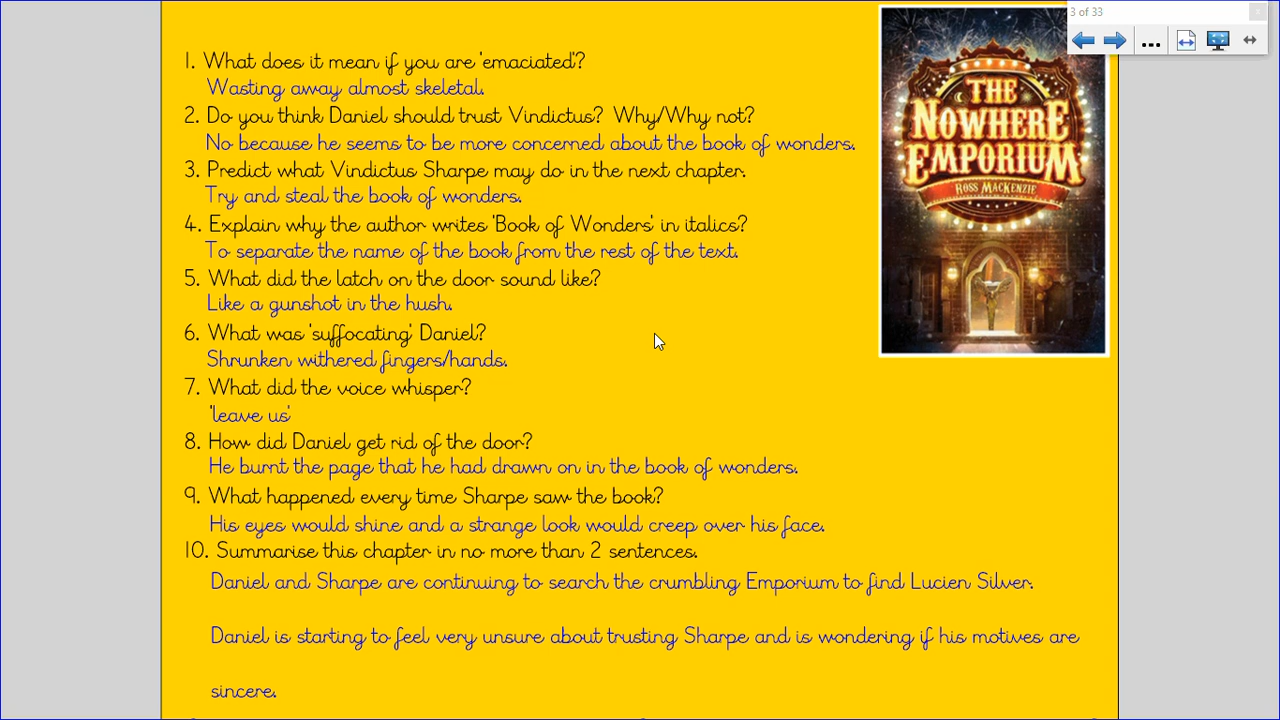 3 of 33
1. What does it mean if you are 'emaciated'?
Wasting away almost skeletal.
2. Do you think Daniel should trust Vindictus? Why/Why not?
No because he seems to be more concerned about the book of wonders.
3. Predict what Vindictus Sharpe may do in the next chapter.
Try and steal the book of wonders.
4. Explain why the author writes 'Book of Wonders' in italics?
To separate the name of the book from the rest of the text.
5. What did the latch on the door sound like?
Like a gunshot in the hush.
6. What was 'suffocating' Daniel?
Shrunken withered fingers/hands.
7. What did the voice whisper?
'leave us'
8. How did Daniel get rid of the door?
He burnt the page that he had drawn on in the book of wonders.
9. What happened every time Sharpe saw the book?
His eyes would shine and a strange look would creep over his face.
10. Summarise this chapter in no more than 2 sentences.
Daniel and Sharpe are continuing to search the crumbling Emporium to find Lucien Silver.
Daniel is starting to feel very unsure about trusting Sharpe and is wondering if his motives are
sincere.
THE
NOWHERE
EMPORIUM
ROSS MACKENZIE